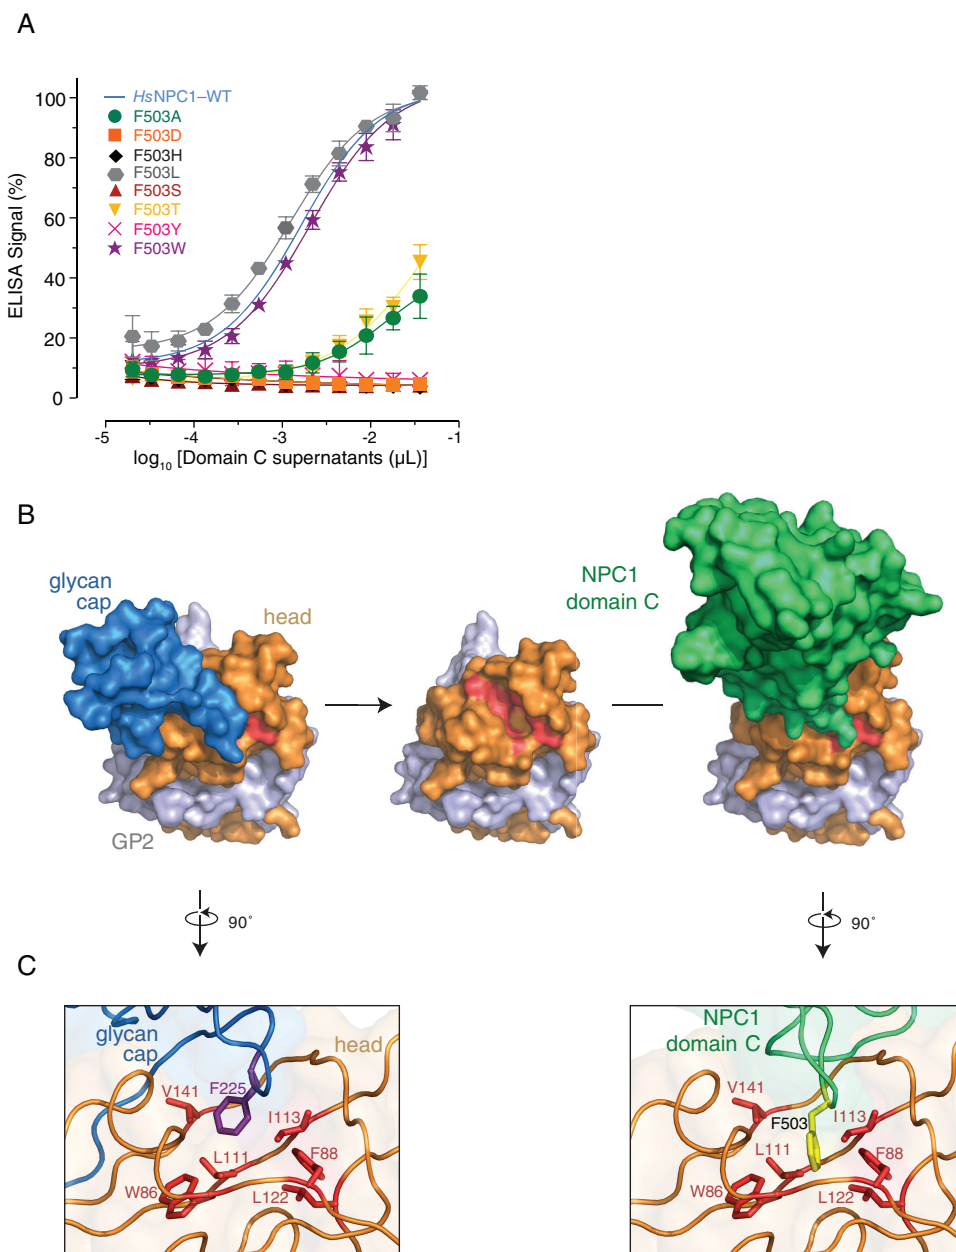 A
100
80
60
40
20
0
ELISA Signal (%)
HsNPC1–WT
F503A
F503D
F503H
F503L
F503S
F503T
F503Y
F503W
-5
-4
-3
-2
-1
log10 [Domain C supernatants (µL)]
B
glycan
cap
head
GP2
NPC1
domain C
90°
90°
C
glycan
cap
head
F225
V141
I113
L111
F88
W86
L122
NPC1
domain C
V141
F503
I113
L111
F88
W86
L122